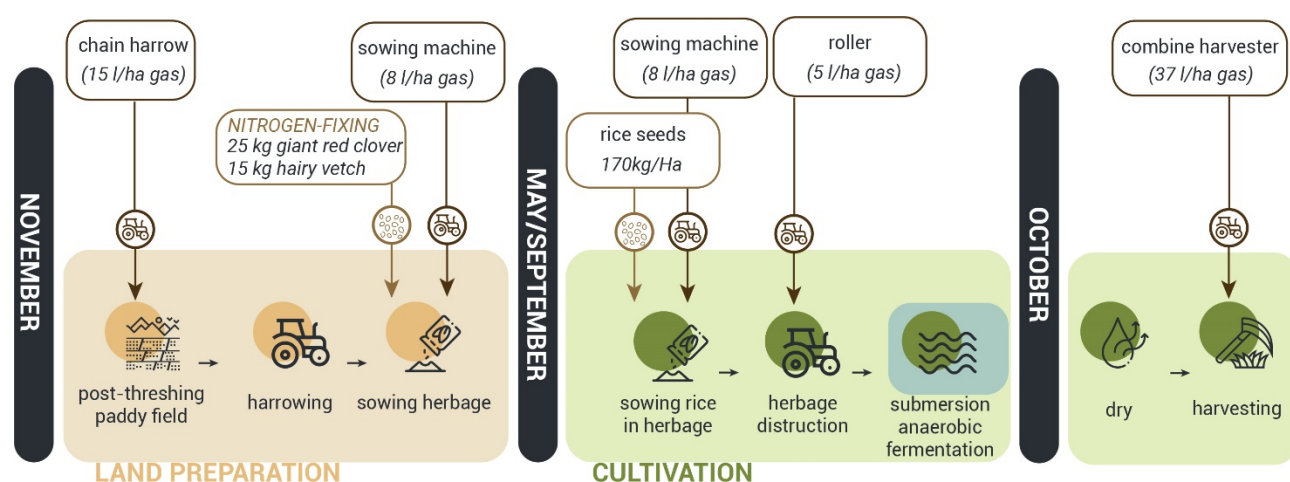 NOVEMBER
chain harrow
(15 l/ha gas)
sowing machine
(8 l/ha gas)
NITROGEN-FIXING
25 kg giant red clover
15 kg hairy vetch
post-threshing
paddy field
harrowing
sowing herbage
LAND PREPARATION
MAY/SEPTEMBER
sowing machine
(8 l/ha gas)
roller
(5 l/ha gas)
rice seeds
170kg/Ha
sowing rice
in herbage
herbage
distruction
submersion
anaerobic
fermentation
CULTIVATION
OCTOBER
combine harvester
(37 l/ha gas)
dry
harvesting